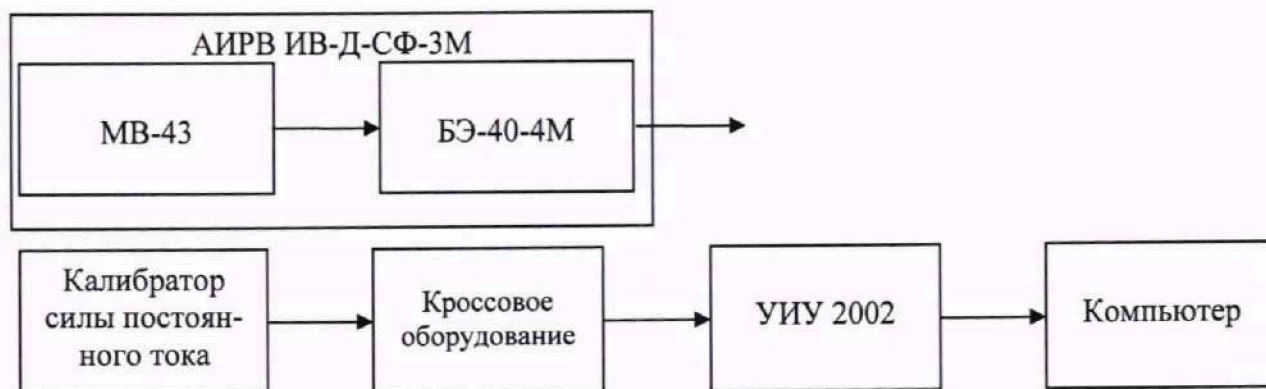 АИРВ ИВ-Д-СФ-3М
МВ-43
БЭ-40-4М
Калибратор
силы постоян-
ного тока
Кроссовое
оборудование
УИУ 2002
Компьютер